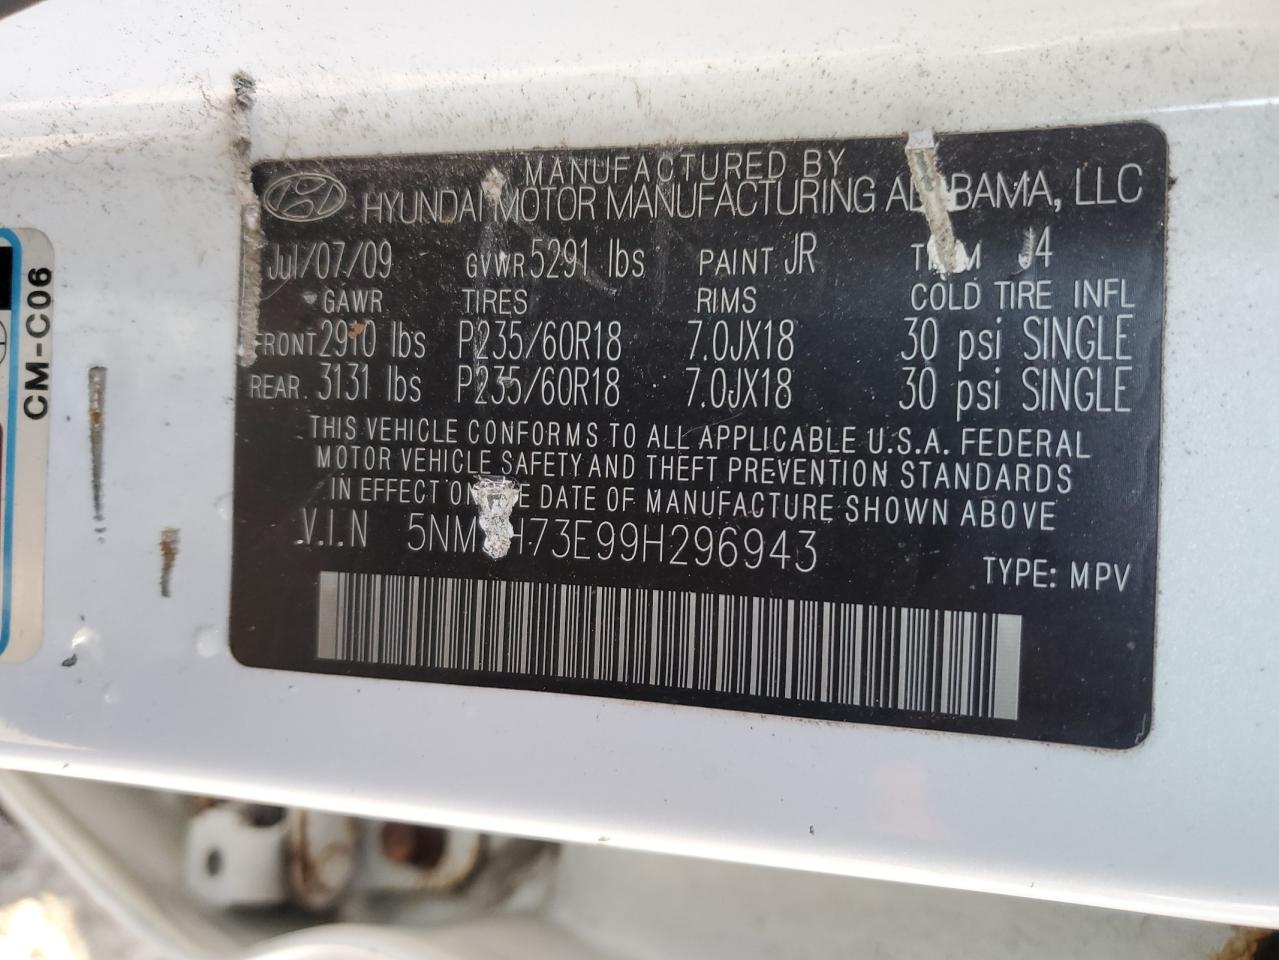 MANUFACTURED BY
HYUNDAI MOTOR MANUFACTURING ALABAMA, LLC
Jul/07/09 GVWR 5291 lbs PAINT JR TRIM J4
GAWR TIRES RIMS COLD TIRE INFL
FRONT 2910 lbs P235/60R18 7.0JX18 30 psi SINGLE
REAR. 3131 lbs P235/60R18 7.0JX18 30 psi SINGLE
THIS VEHICLE CONFORMS TO ALL APPLICABLE U.S.A. FEDERAL
MOTOR VEHICLE SAFETY AND THEFT PREVENTION STANDARDS
IN EFFECT ON THE DATE OF MANUFACTURE SHOWN ABOVE
V.I.N
TYPE: MPV
CM-C06